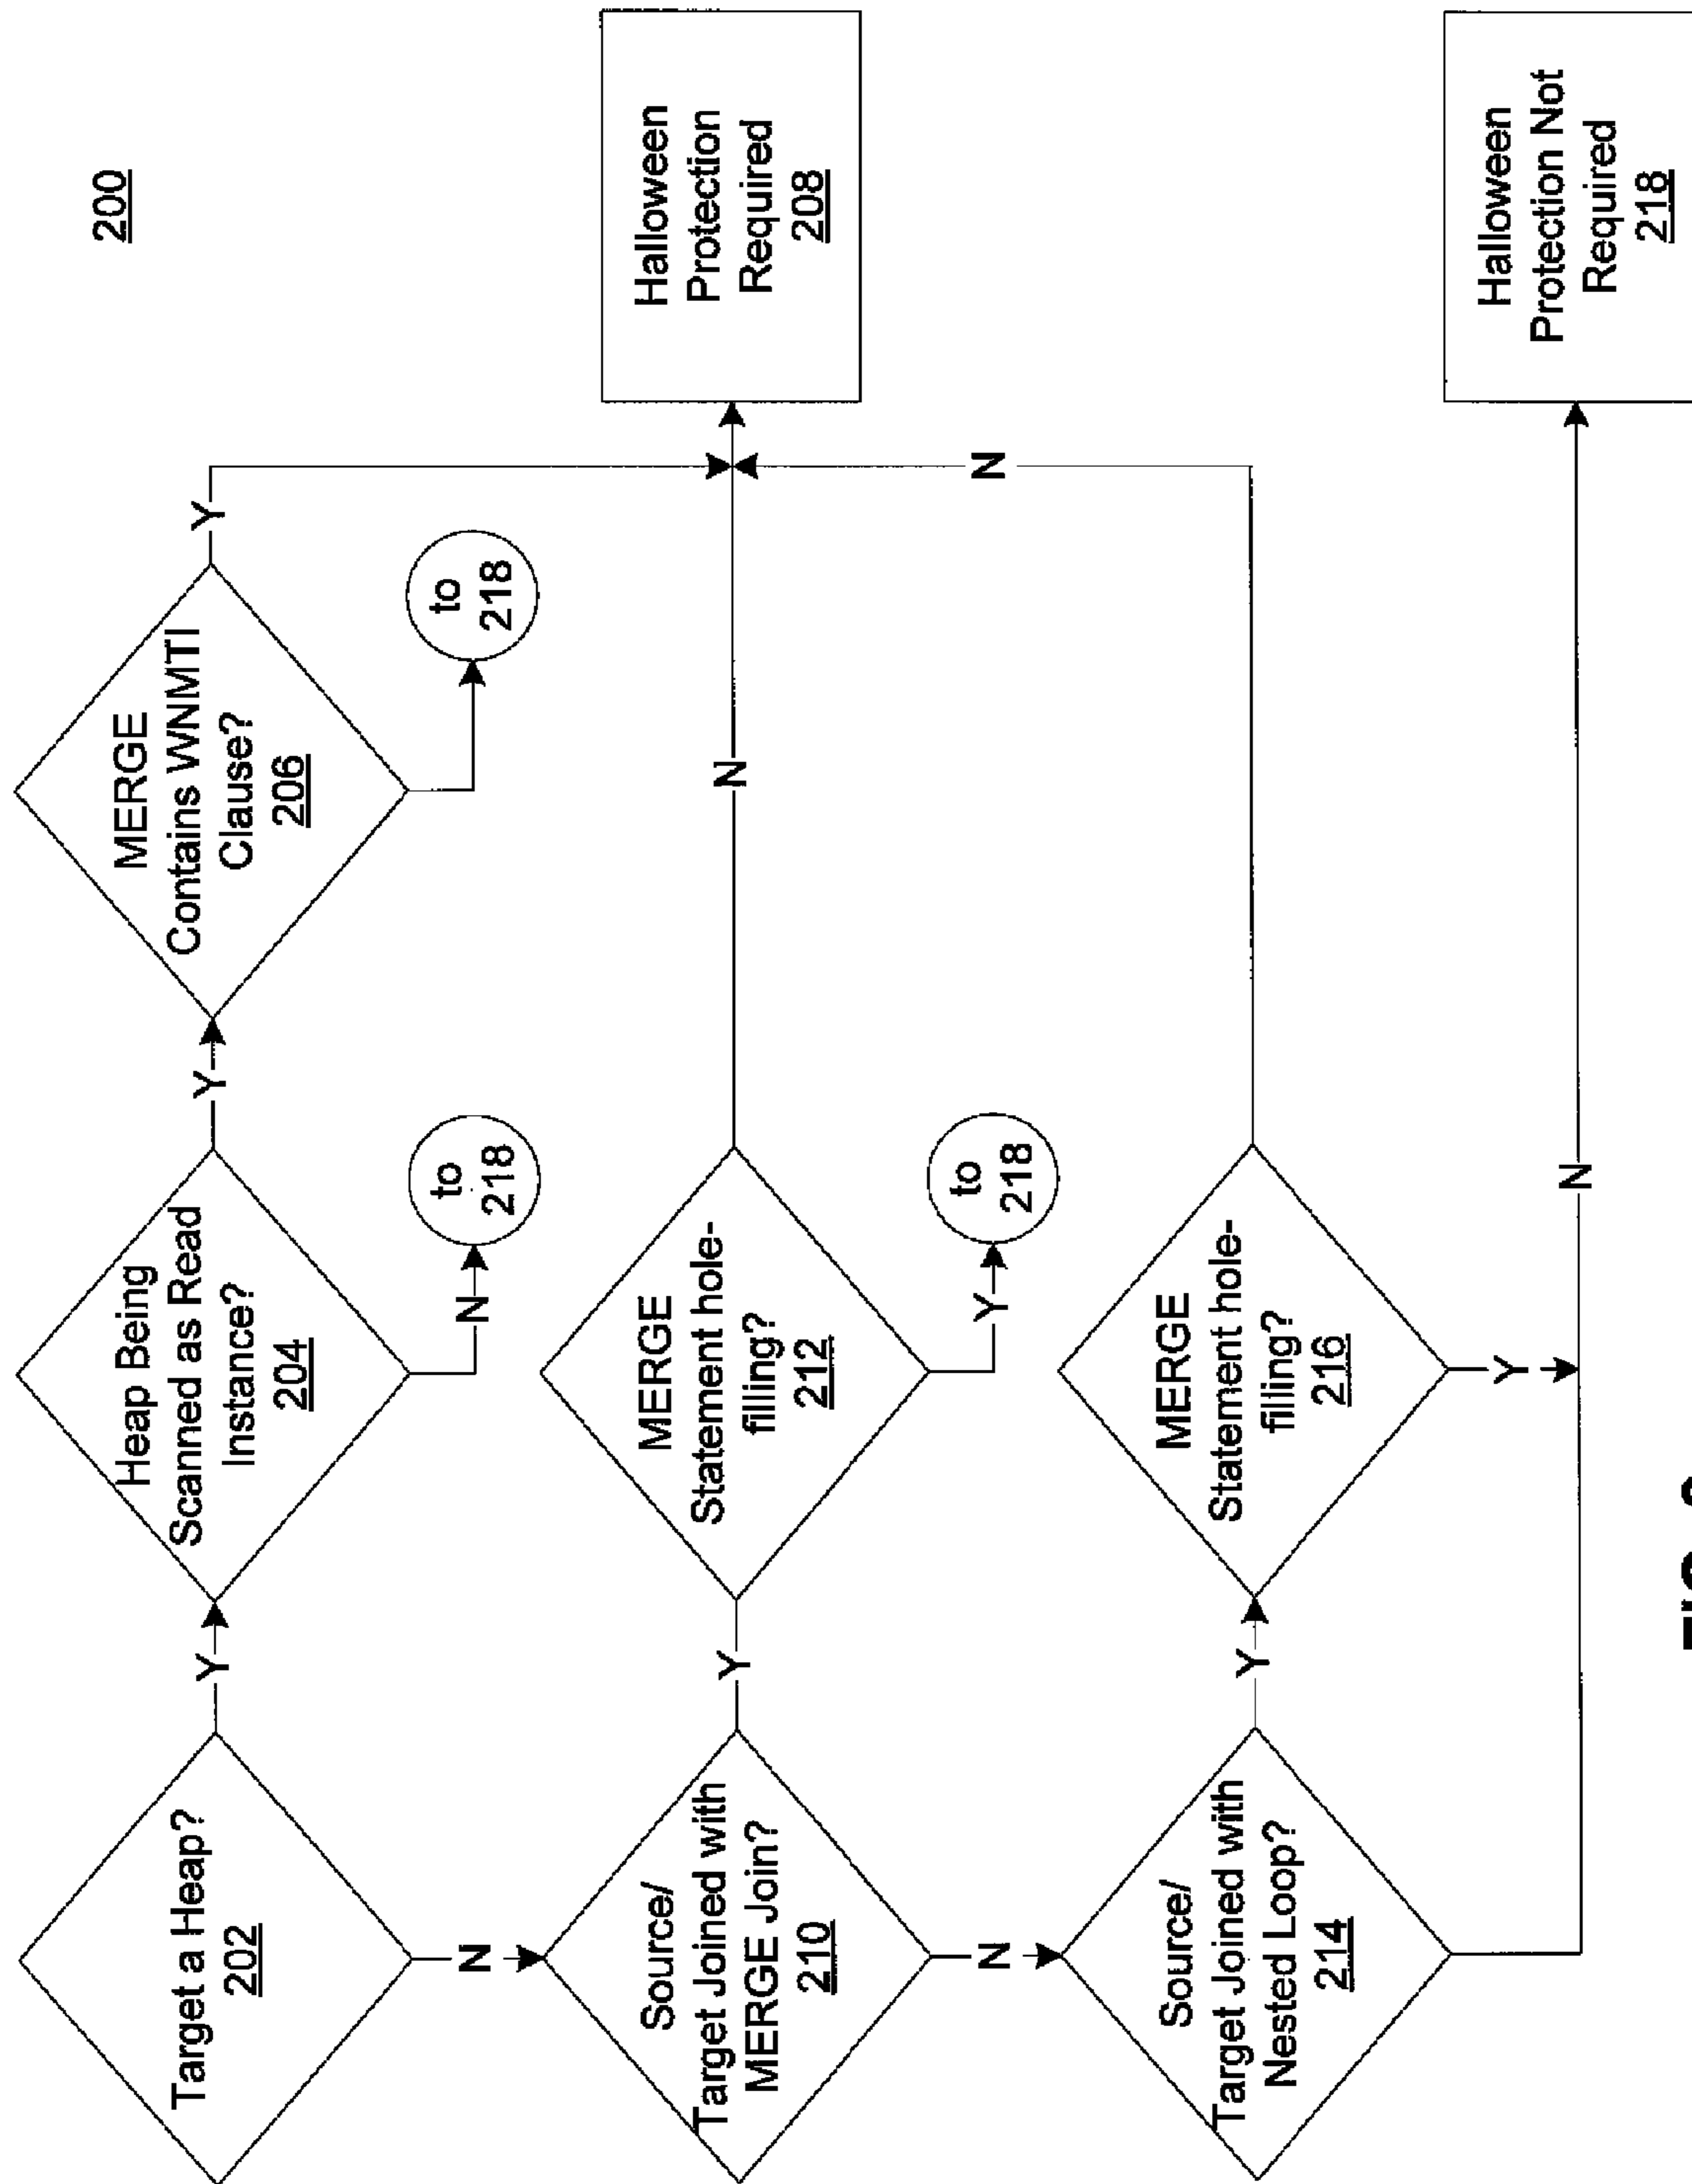 200
Target a Heap?
202
Y
Heap Being
Scanned as Read
Instance?
204
Y
MERGE
Contains WNMTI
Clause?
206
Y
N
N
to
218
to
218
Source/
Target Joined with
MERGE Join?
210
Y
MERGE
Statement hole-
filling?
212
N
Halloween
Protection
Required
208
N
Y
to
218
N
Source/
Target Joined with
Nested Loop?
214
Y
MERGE
Statement hole-
filling?
216
Y
N
Halloween
Protection Not
Required
218
FIG.